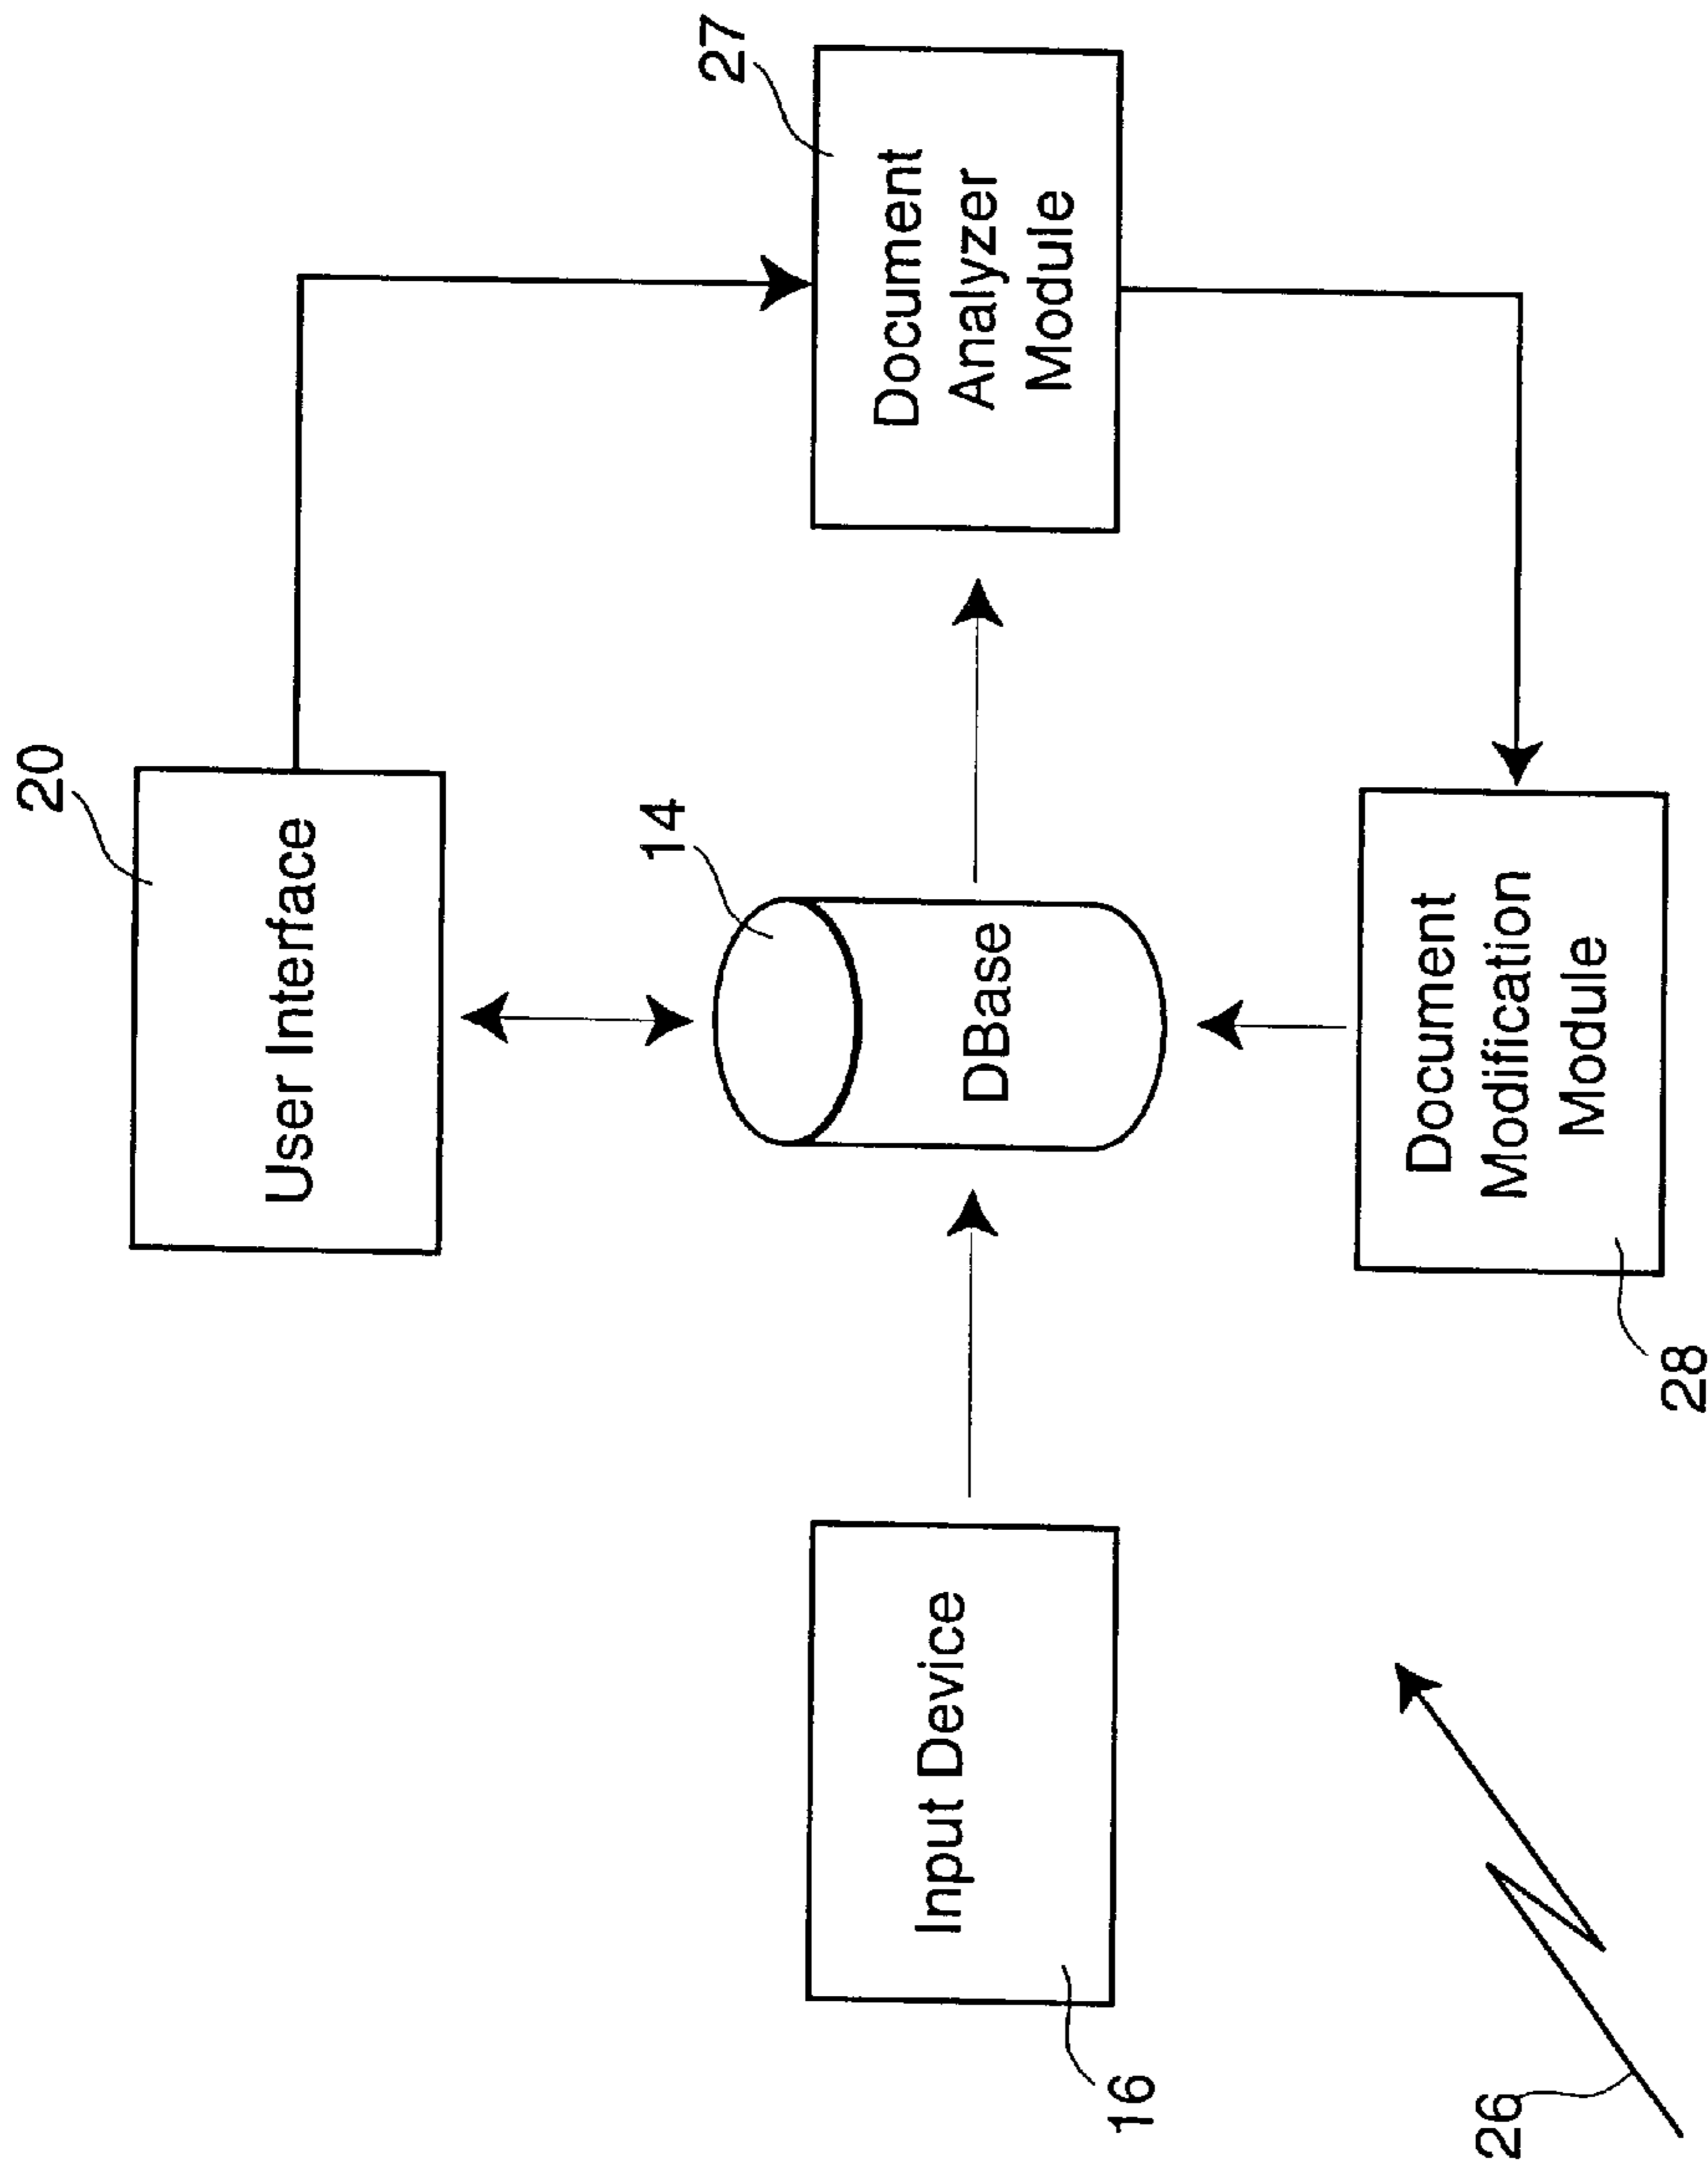 20
User Interface
27
Document
Analyzer
Module
14
DBase
16
Input Device
Document
Modification
Module
28
26